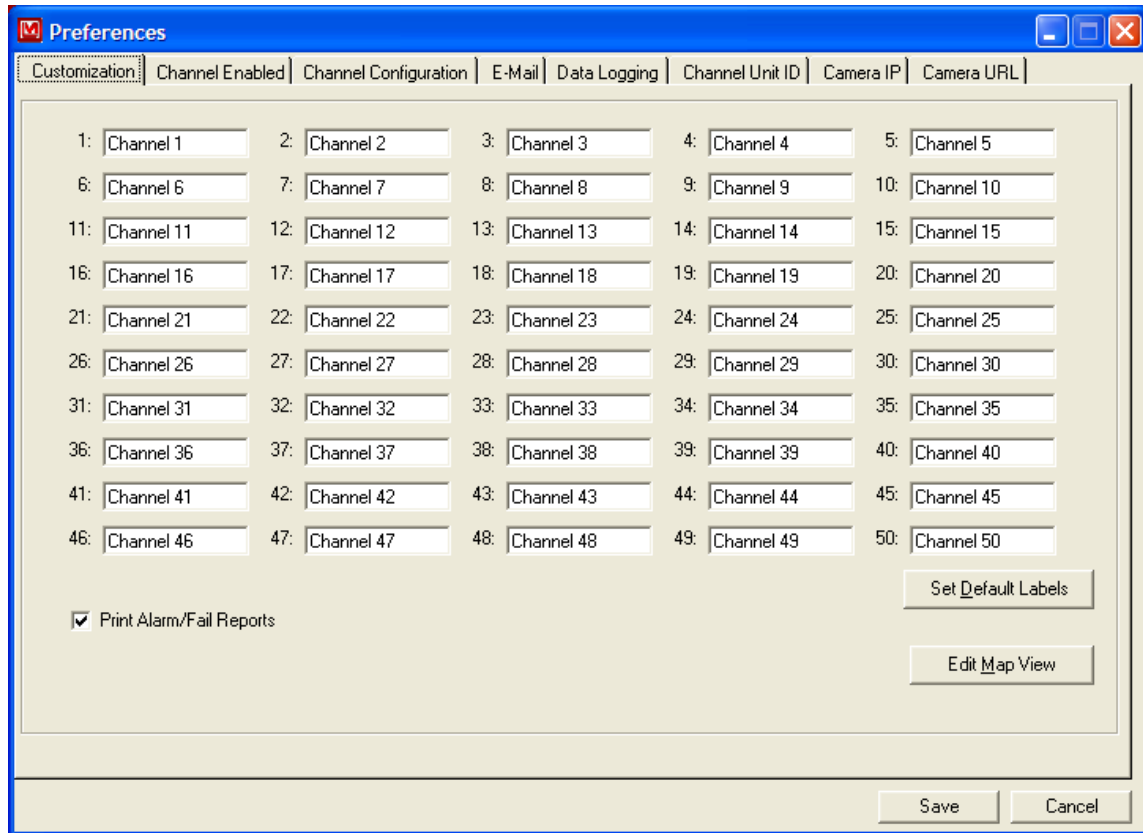 Preferences
Customization Channel Enabled Channel Configuration E-Mail Data Logging Channel Unit ID Camera IP Camera URL
1: Channel 1 2: Channel 2 3: Channel 3 4: Channel 4 5: Channel 5
6: Channel 6 7: Channel 7 8: Channel 8 9: Channel 9 10: Channel 10
11: Channel 11 12: Channel 12 13: Channel 13 14: Channel 14 15: Channel 15
16: Channel 16 17: Channel 17 18: Channel 18 19: Channel 19 20: Channel 20
21: Channel 21 22: Channel 22 23: Channel 23 24: Channel 24 25: Channel 25
26: Channel 26 27: Channel 27 28: Channel 28 29: Channel 29 30: Channel 30
31: Channel 31 32: Channel 32 33: Channel 33 34: Channel 34 35: Channel 35
36: Channel 36 37: Channel 37 38: Channel 38 39: Channel 39 40: Channel 40
41: Channel 41 42: Channel 42 43: Channel 43 44: Channel 44 45: Channel 45
46: Channel 46 47: Channel 47 48: Channel 48 49: Channel 49 50: Channel 50
Set Default Labels
Print Alarm/Fail Reports
Edit Map View
Save Cancel